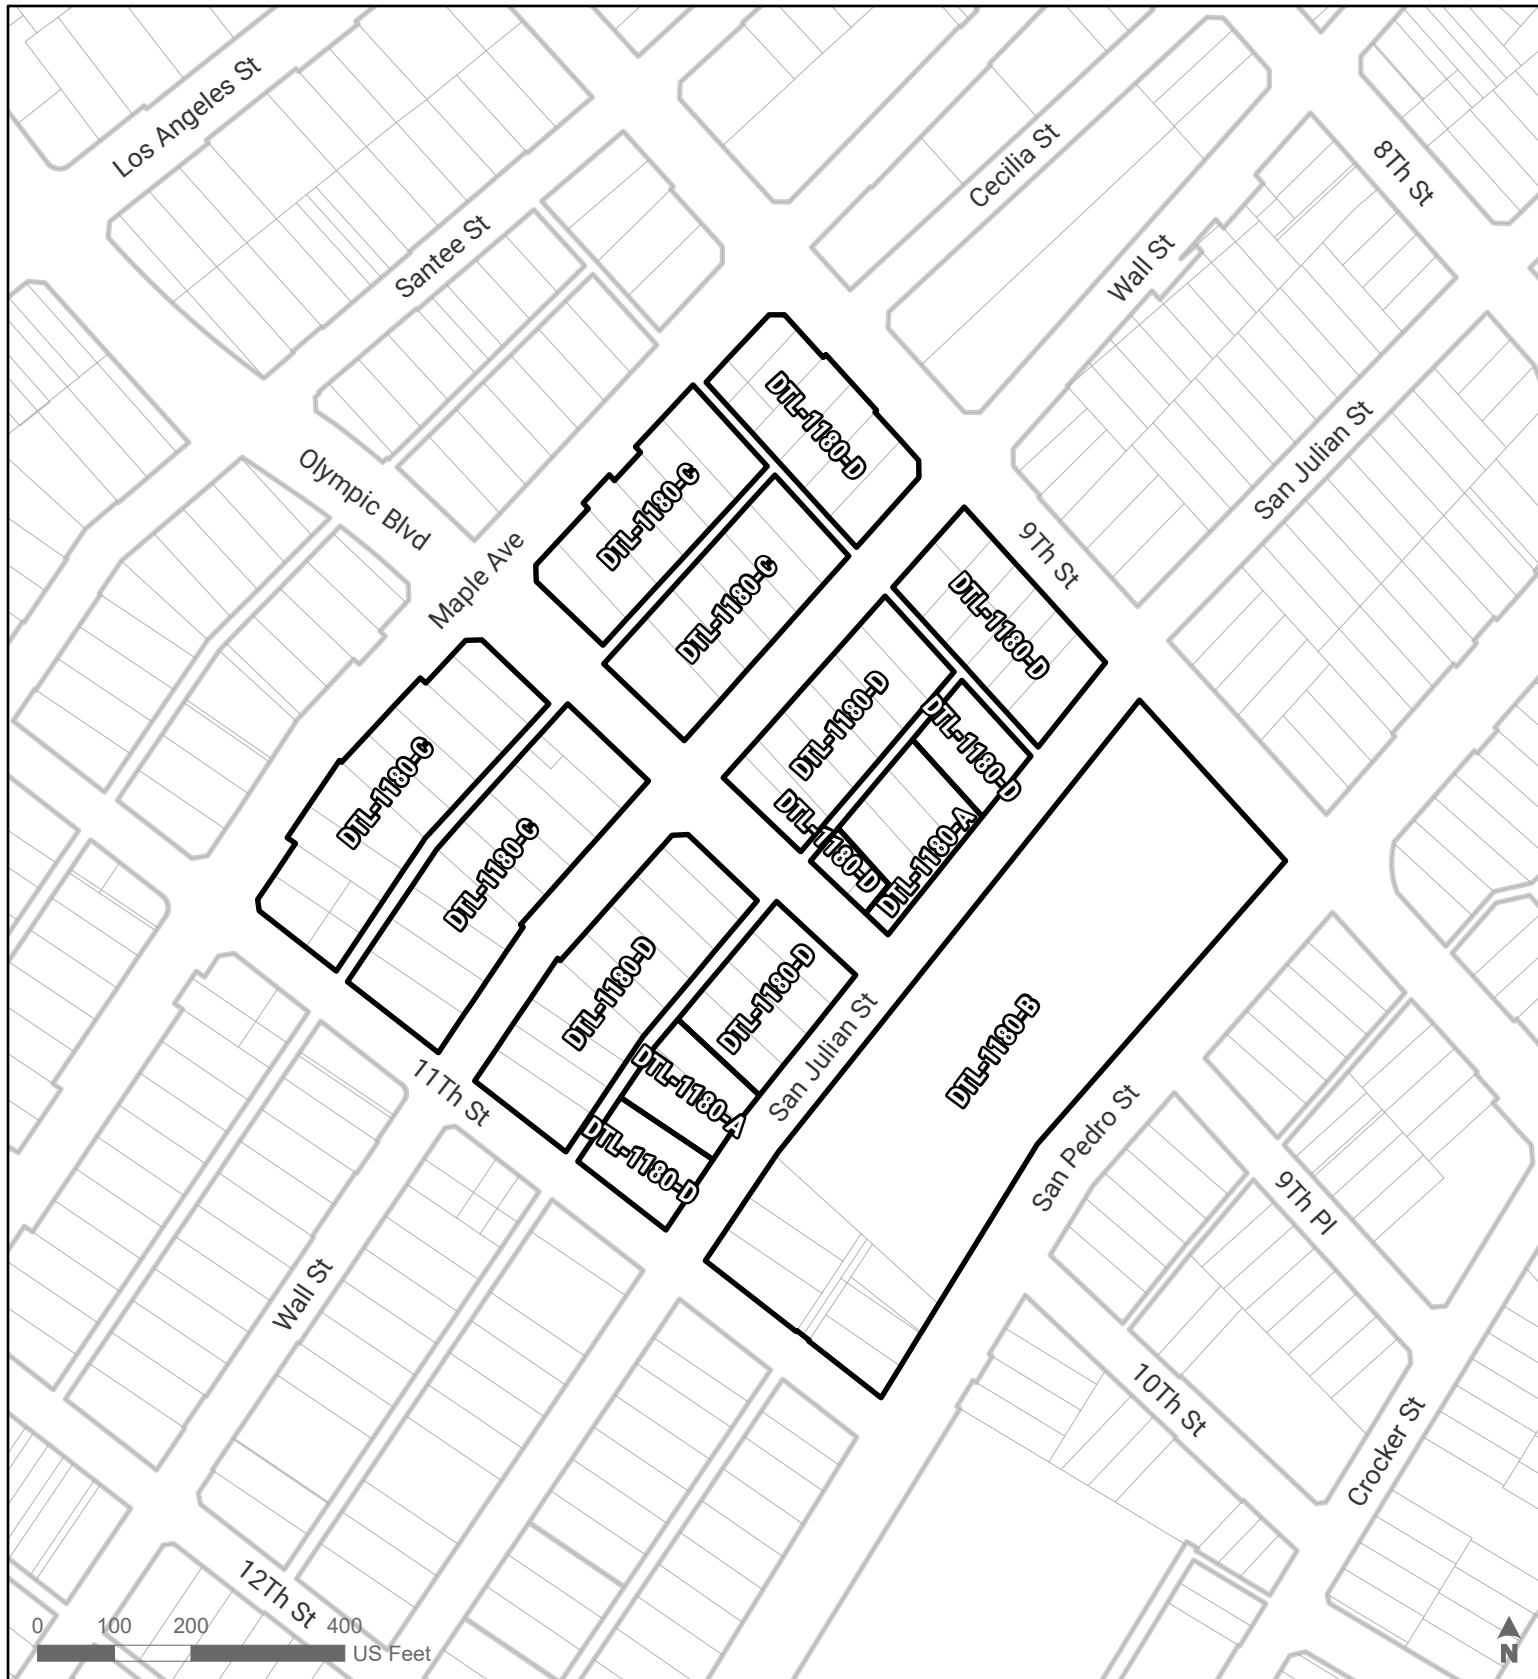 Los Angeles St
Cecilia St
8Th St
Santee St
Wall St
DTL-1180-D
San Julian St
Olympic Blvd
DTL-1180-C
9Th St
Maple Ave
DTL-1180-C
DTL-1180-D
DTL-1180-D
DTL-1180-D
DTL-1180-C
DTL-1180-D
DTL-1180-A
DTL-1180-C
DTL-1180-D
DTL-1180-D
San Julian St
DTL-1180-B
DTL-1180-A
11Th St
San Pedro St
DTL-1180-D
9Th Pl
Wall St
10Th St
Crocker St
12Th St
0 100 200 400
US Feet
N